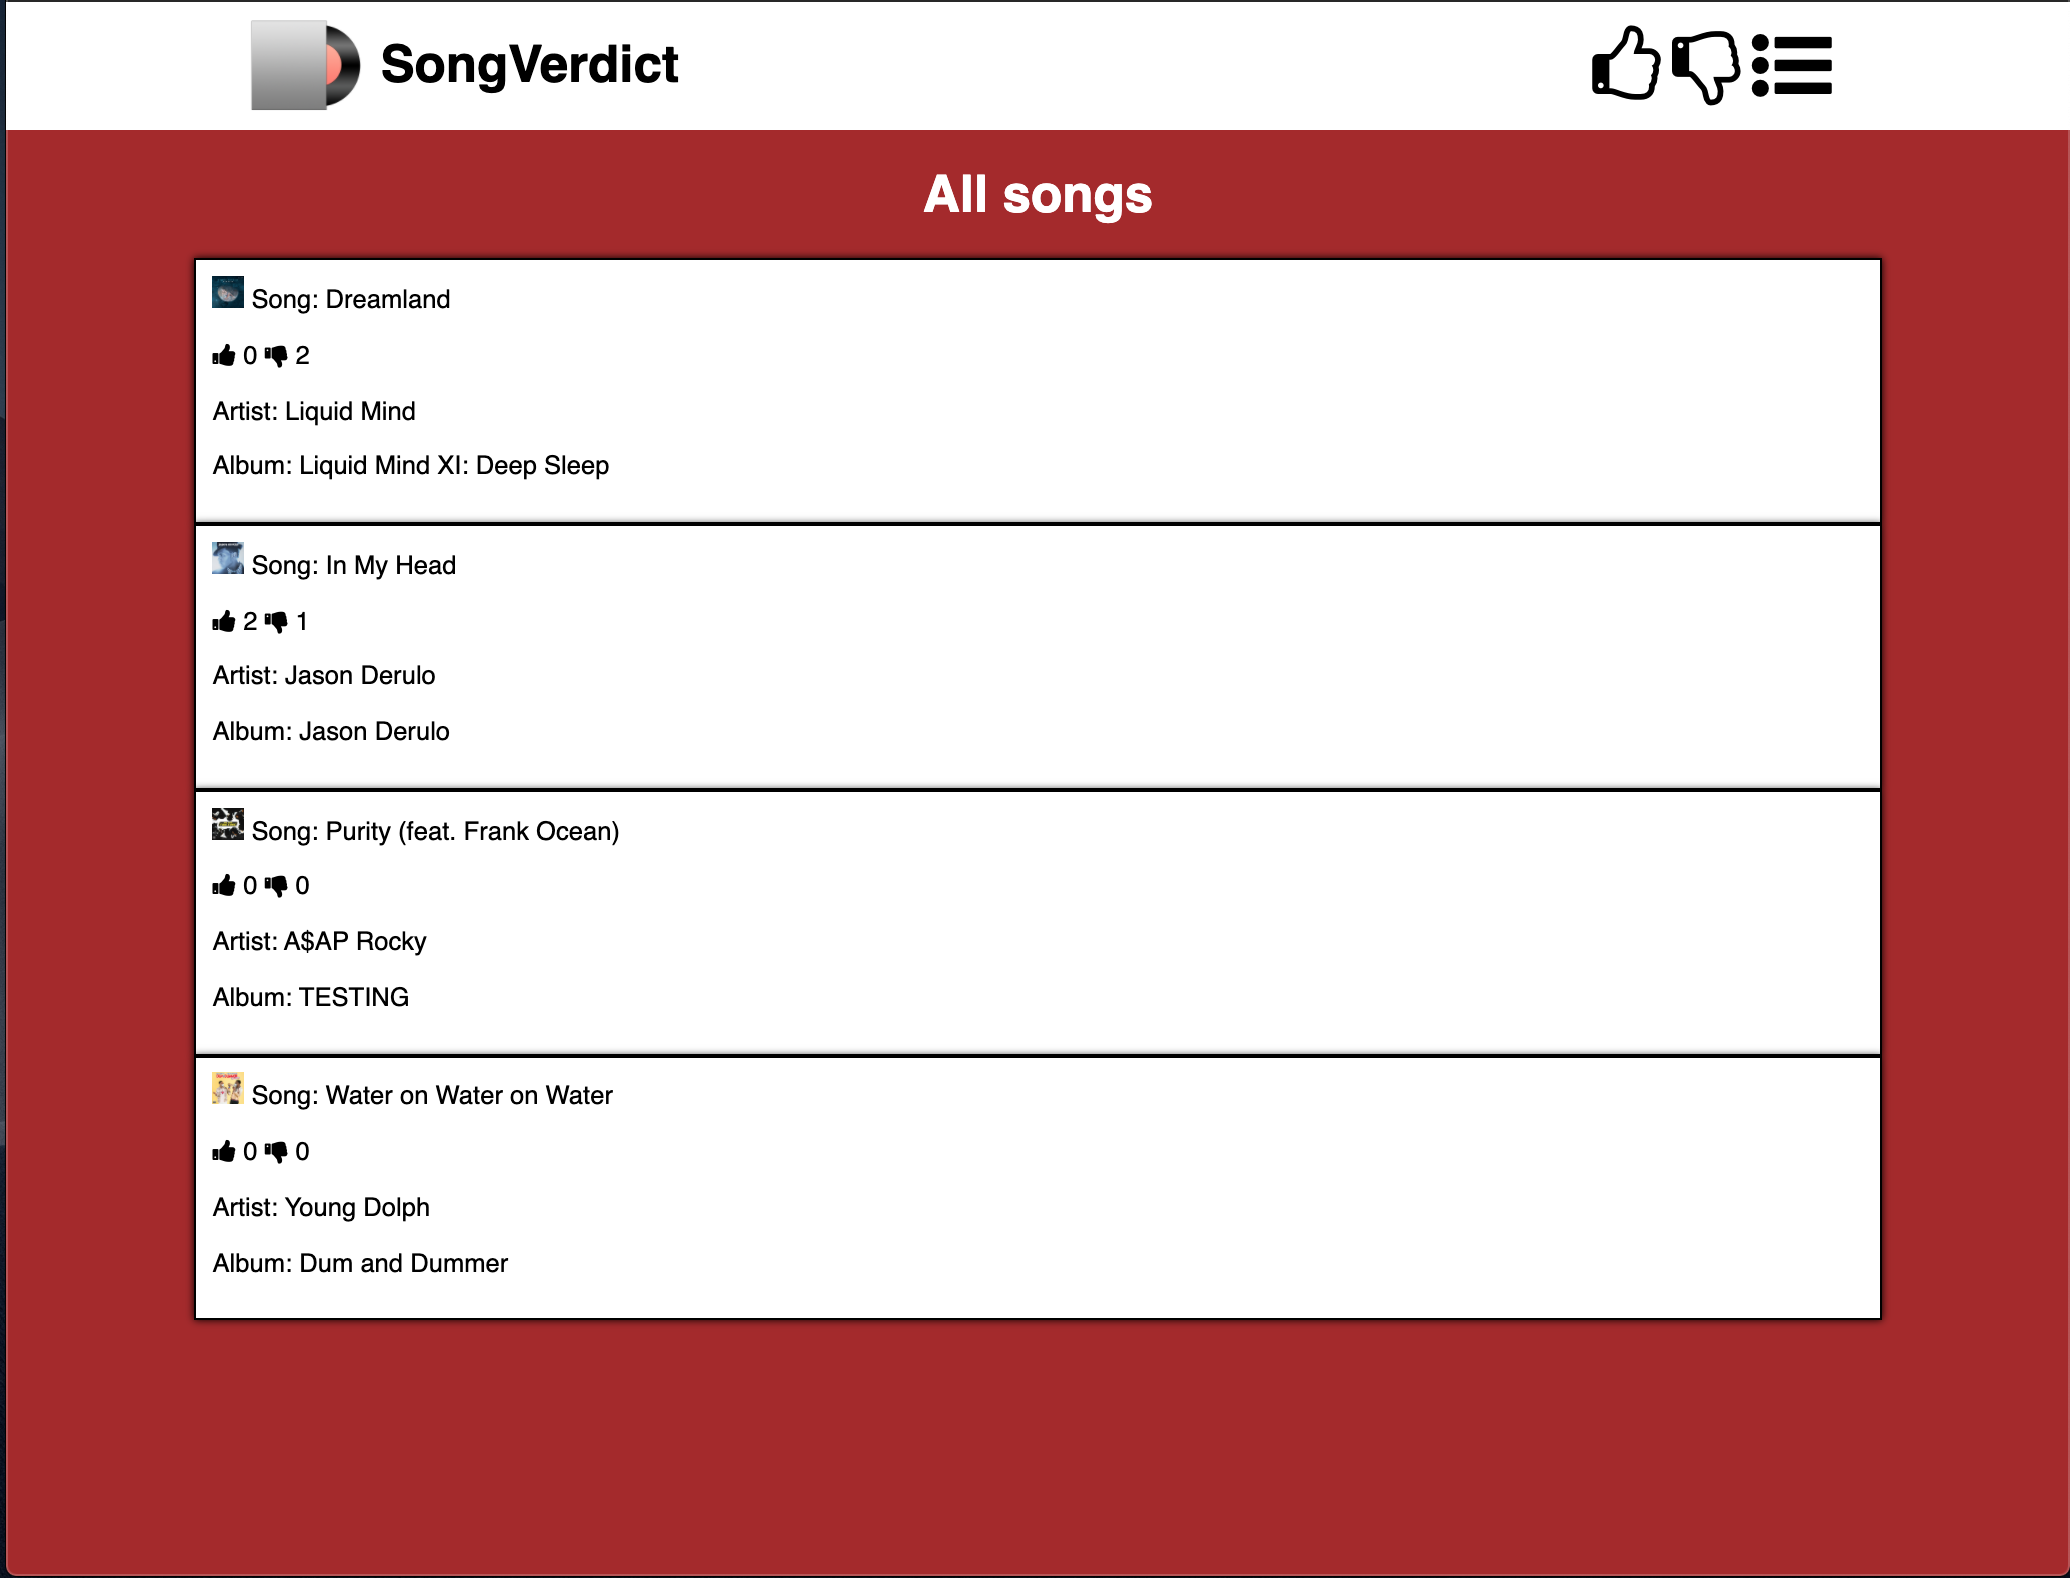 SongVerdict
All songs
Song: Dreamland
0 2
Artist: Liquid Mind
Album: Liquid Mind XI: Deep Sleep
Song: In My Head
2 1
Artist: Jason Derulo
Album: Jason Derulo
Song: Purity (feat. Frank Ocean)
0 0
Artist: A$AP Rocky
Album: TESTING
Song: Water on Water on Water
0 0
Artist: Young Dolph
Album: Dum and Dummer